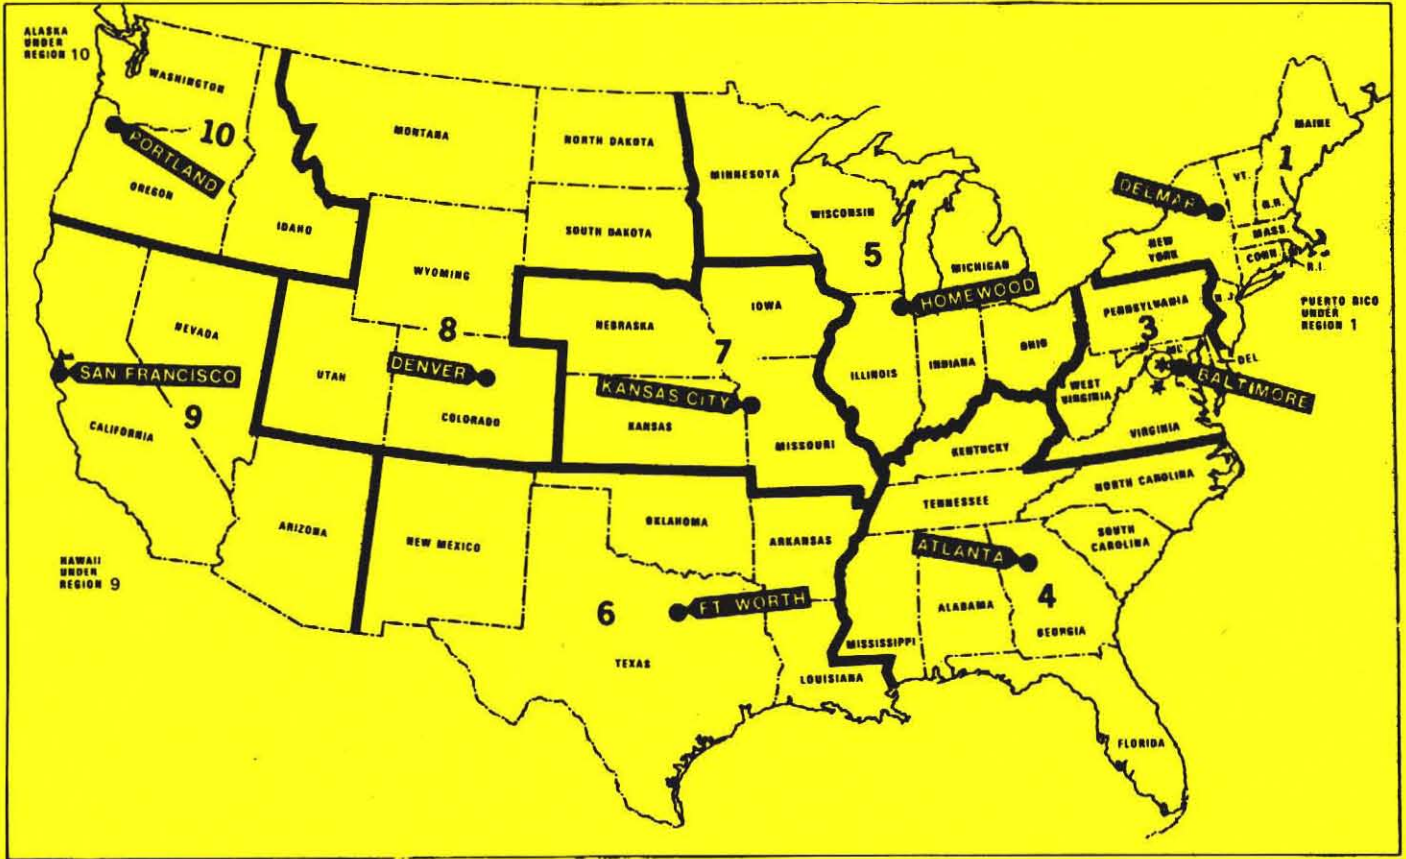 ALASKA
UNDER
REGION 10
WASHINGTON
10
PORTLAND
OREGON
IDAHO
MONTANA
NORTH DAKOTA
SOUTH DAKOTA
MINNESOTA
WISCONSIN
5
MICHIGAN
HOMEWOOD
MAINE
1
VT.
N.H.
DELMAR
MASS.
CONN
R.I.
NEW
YORK
PUERTO RICO
UNDER
REGION 1
WYOMING
8
NEVADA
SAN FRANCISCO
9
CALIFORNIA
UTAH
DENVER
COLORADO
NEBRASKA
IOWA
7
KANSAS CITY
KANSAS
MISSOURI
ILLINOIS
INDIANA
OHIO
PENNSYLVANIA
3
N.J.
DEL.
BALTIMORE
WEST
VIRGINIA
VIRGINIA
KENTUCKY
TENNESSEE
NORTH CAROLINA
SOUTH
CAROLINA
ARIZONA
NEW MEXICO
OKLAHOMA
ARKANSAS
ATLANTA
4
GEORGIA
ALABAMA
MISSISSIPPI
HAWAII
UNDER
REGION 9
6
FT WORTH
TEXAS
LOUISIANA
FLORIDA